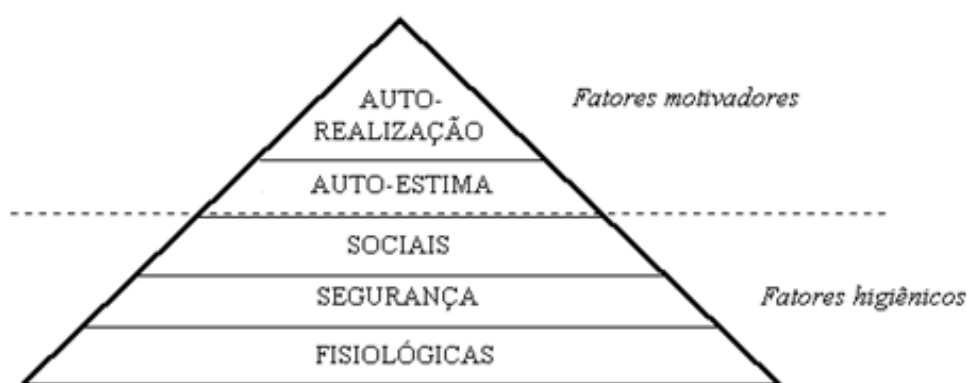 AUTO-
REALIZAÇÃO
Fatores motivadores
AUTO-ESTIMA
SOCIAIS
SEGURANÇA
Fatores higiênicos
FISIOLÓGICAS